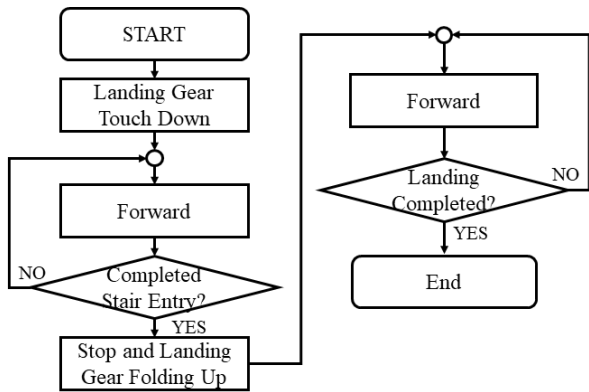 START
Landing Gear
Touch Down
Forward
NO
Completed
Stair Entry?
YES
Stop and Landing
Gear Folding Up
Forward
NO
Landing
Completed?
YES
End